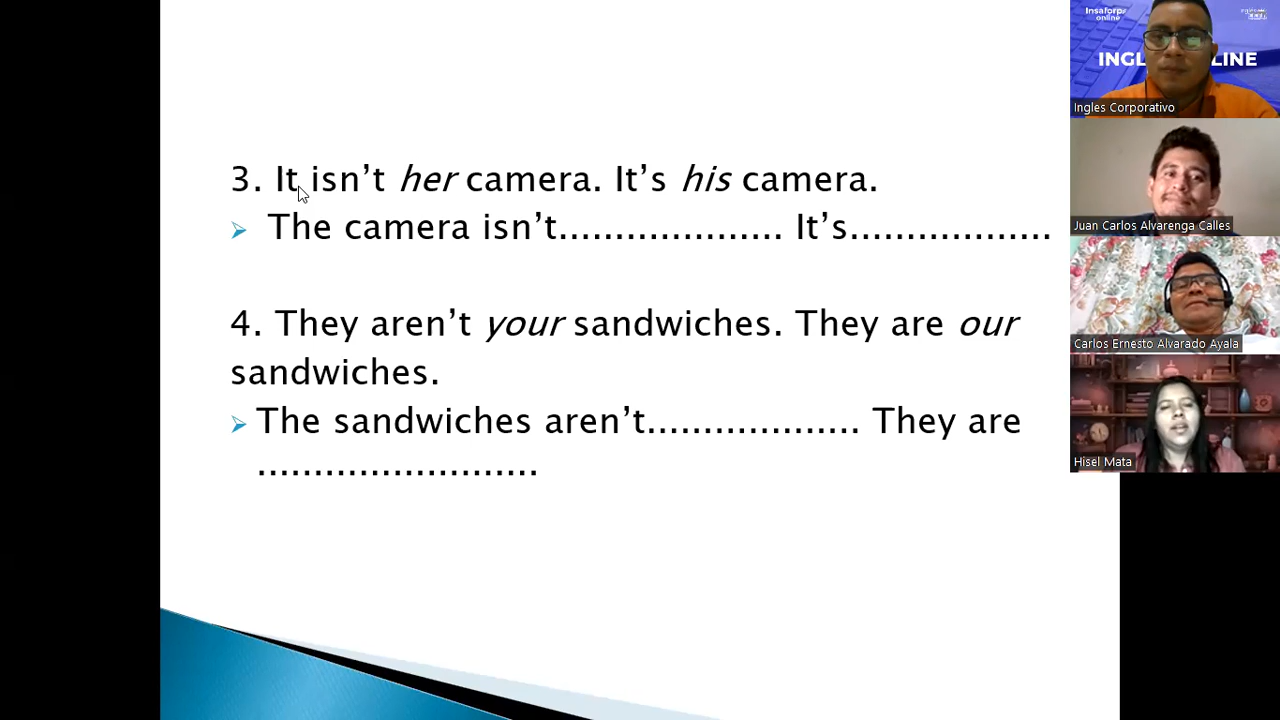 3. It isn't her camera. It's his camera.
➢ The camera isn't.................... It's..................
4. They aren't your sandwiches. They are our
sandwiches.
➢ The sandwiches aren't................... They are
.........................
Insaforp
online
INGL LINE
Ingles Corporativo
Juan Carlos Alvarenga Calles
Carlos Ernesto Alvarado Ayala
Hisel Mata